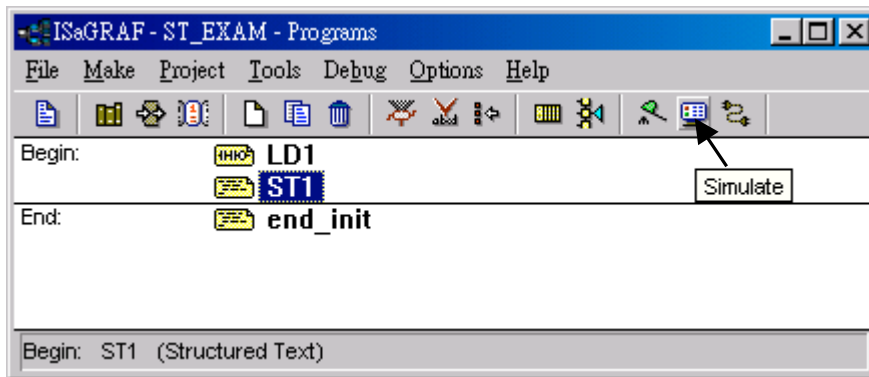 ISaGRAF - ST_EXAM - Programs
File Make Project Tools Debug Options Help
Begin: LD1
ST1
Simulate
End: end_init
Begin: ST1 (Structured Text)